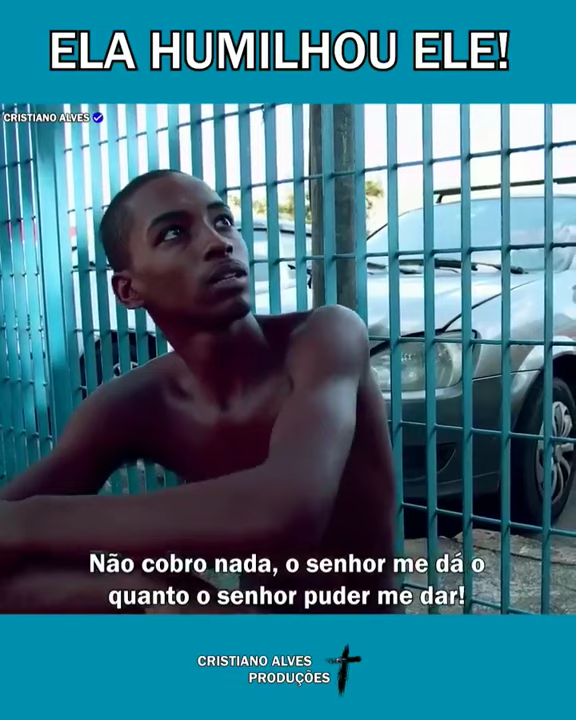 ELA HUMILHOU ELE!
CRISTIANO ALVES
Não cobro nada, o senhor me dá o
quanto o senhor puder me dar!
CRISTIANO ALVES
PRODUÇÕES